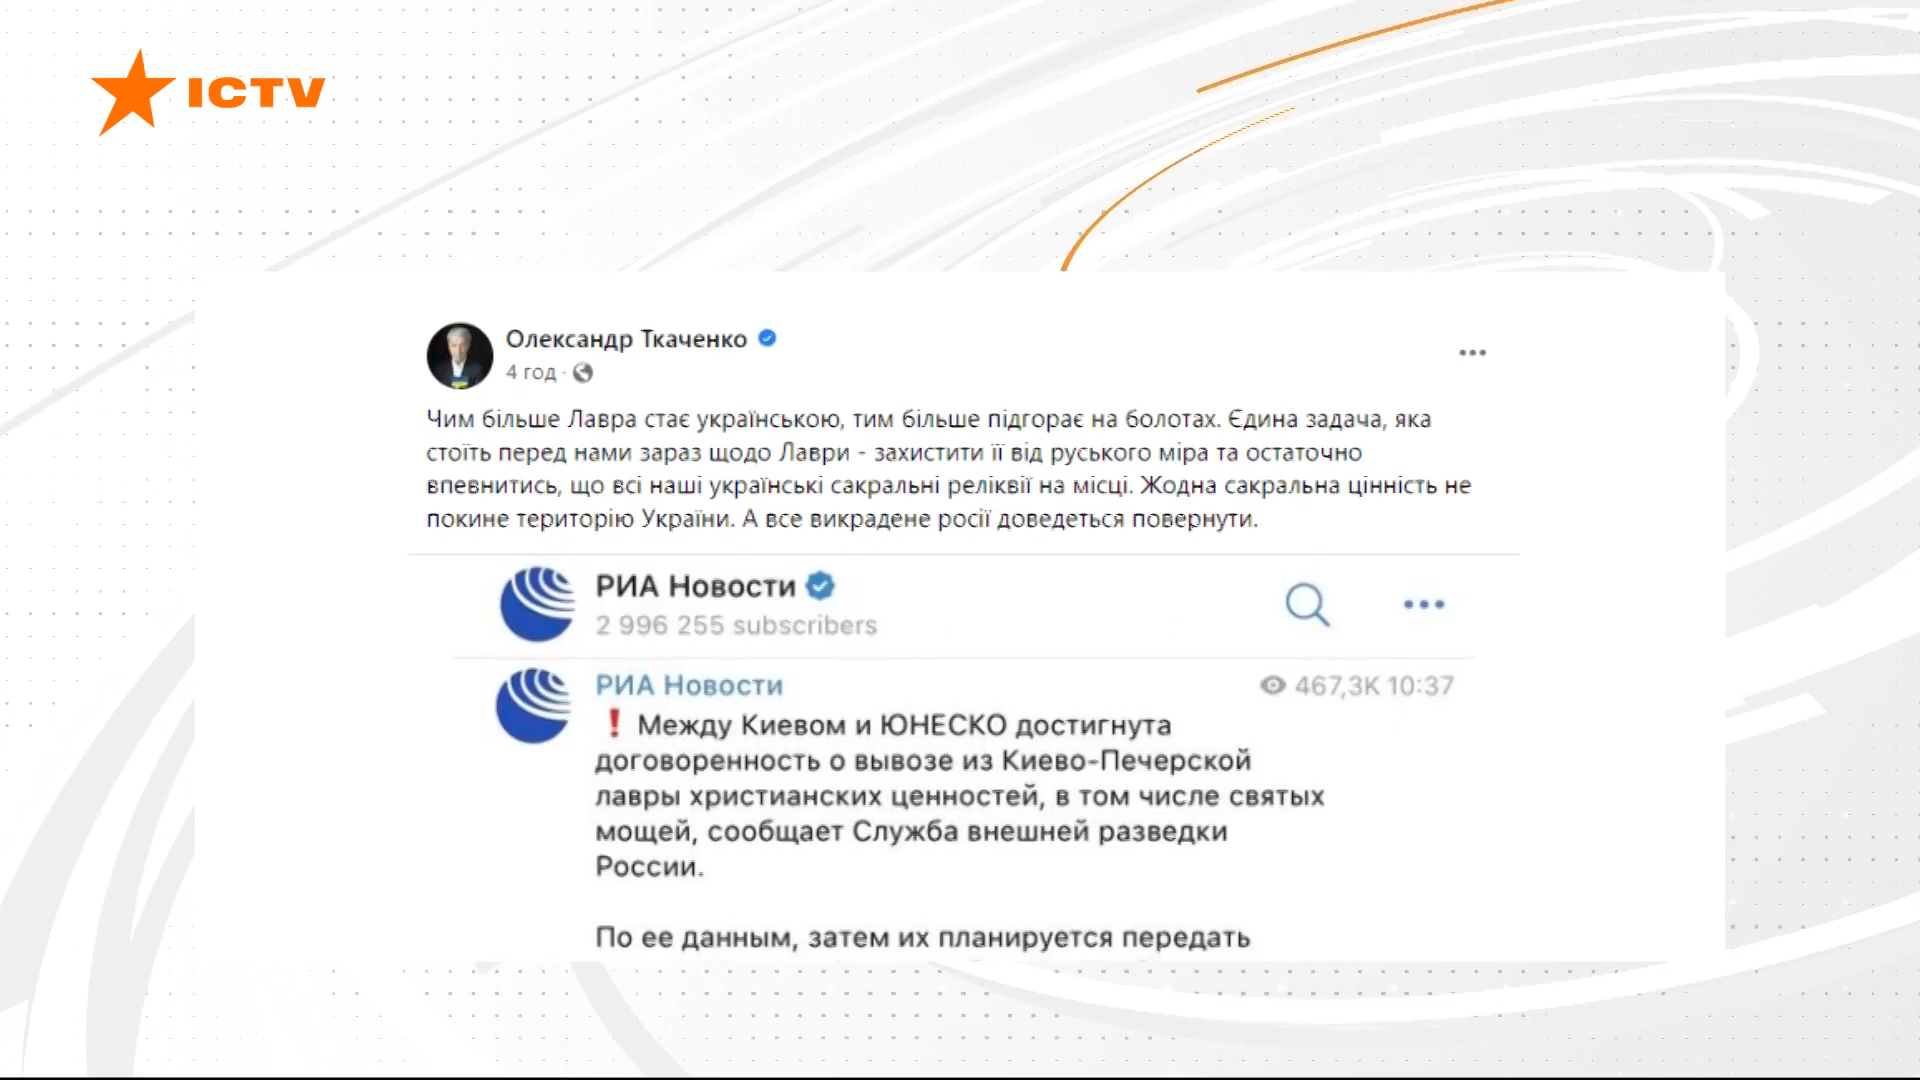 ICTV
Олександр Ткаченко
4 год ·
Чим більше Лавра стає українською, тим більше підгорає на болотах. Єдина задача, яка
стоїть перед нами зараз щодо Лаври - захистити її від руського міра та остаточно
впевнитись, що всі наші українські сакральні реліквії на місці. Жодна сакральна цінність не
покине територію України. А все викрадене росії доведеться повернути.
РИА Новости
2 996 255 subscribers
РИА Новости 467,3K 10:37
❗ Между Киевом и ЮНЕСКО достигнута
договоренность о вывозе из Киево-Печерской
лавры христианских ценностей, в том числе святых
мощей, сообщает Служба внешней разведки
России.
По ее данным, затем их планируется передать